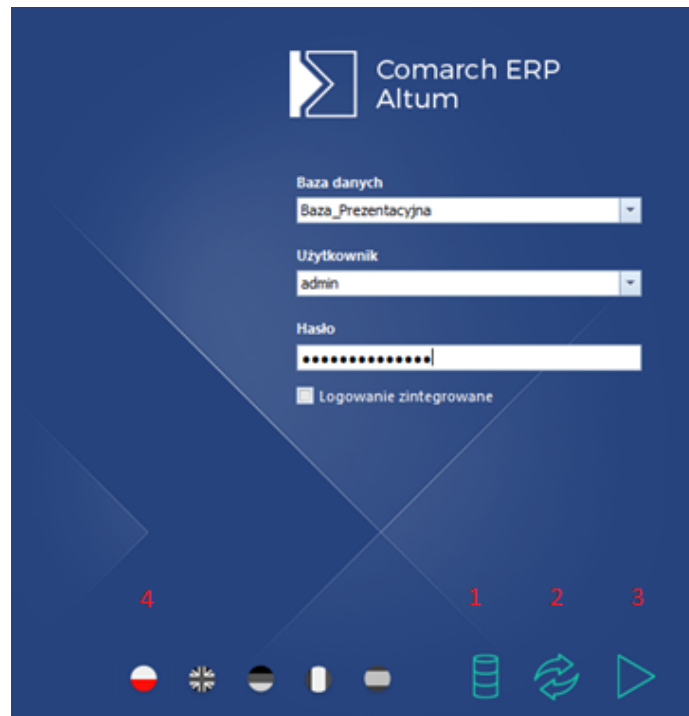 Comarch ERP
Altum
Baza danych
Baza_Prezentacyjna
Użytkownik
admin
Hasło
Logowanie zintegrowane
4 1 2 3